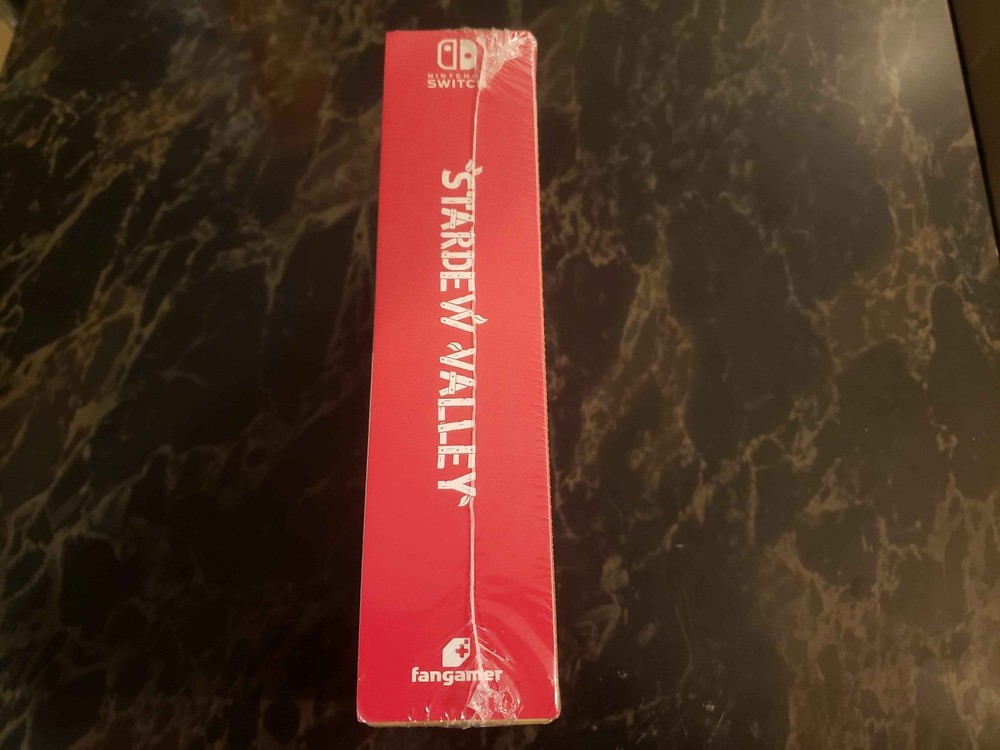 NINTENDO
SWITCH
STARDEW VALLEY
fangamer